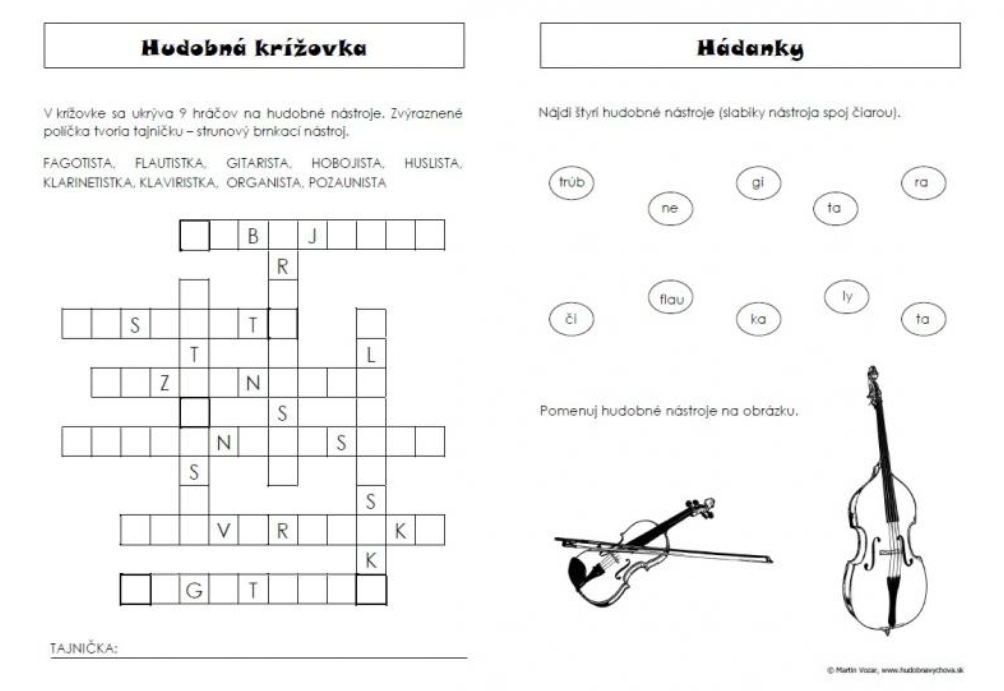 Hudobná krížovka
V krížovke sa ukrýva 9 hráčov na hudobné nástroje. Zvýraznené
políčka tvoria tajničku – strunový brnkací nástroj.
FAGOTISTA, FLAUTISTKA, GITARISTA, HOBOJISTA, HUSLISTA,
KLARINETISTKA, KLAVIRISTKA, ORGANISTA, POZAUNISTA
B J
R
S T
T L
Z N
S
N S
S
S
V R K
K
G T
TAJNIČKA:
Hádanky
Nájdi štyri hudobné nástroje (slabiky nástroja spoj čiarou).
trúb gi ra
ne ta
flau ly
či ka ta
Pomenuj hudobné nástroje na obrázku.
© Martin Vozar, www.hudobnavychova.sk